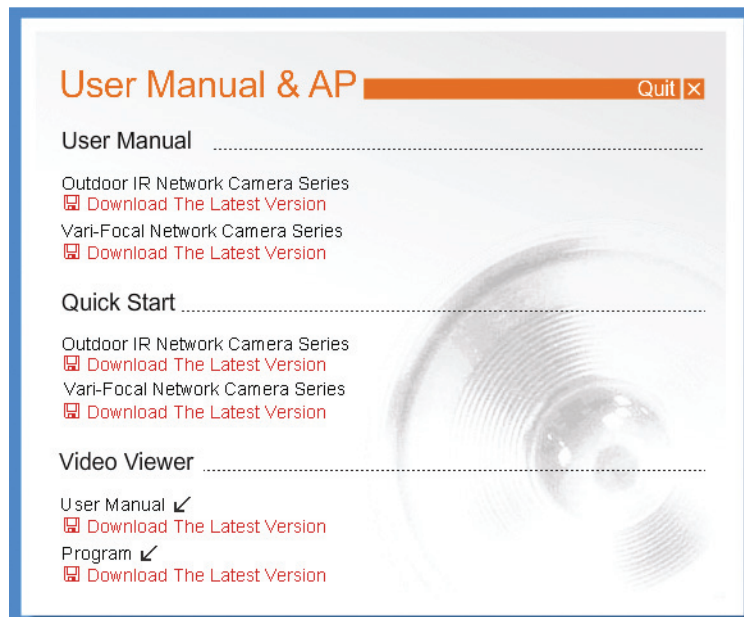 User Manual & AP
Quit
User Manual
Outdoor IR Network Camera Series
Download The Latest Version
Vari-Focal Network Camera Series
Download The Latest Version
Quick Start
Outdoor IR Network Camera Series
Download The Latest Version
Vari-Focal Network Camera Series
Download The Latest Version
Video Viewer
User Manual
Download The Latest Version
Program
Download The Latest Version